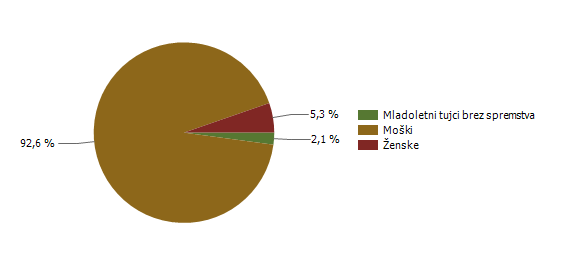 5,3 %
2,1 %
92,6 %
Mladoletni tujci brez spremstva
Moški
Ženske